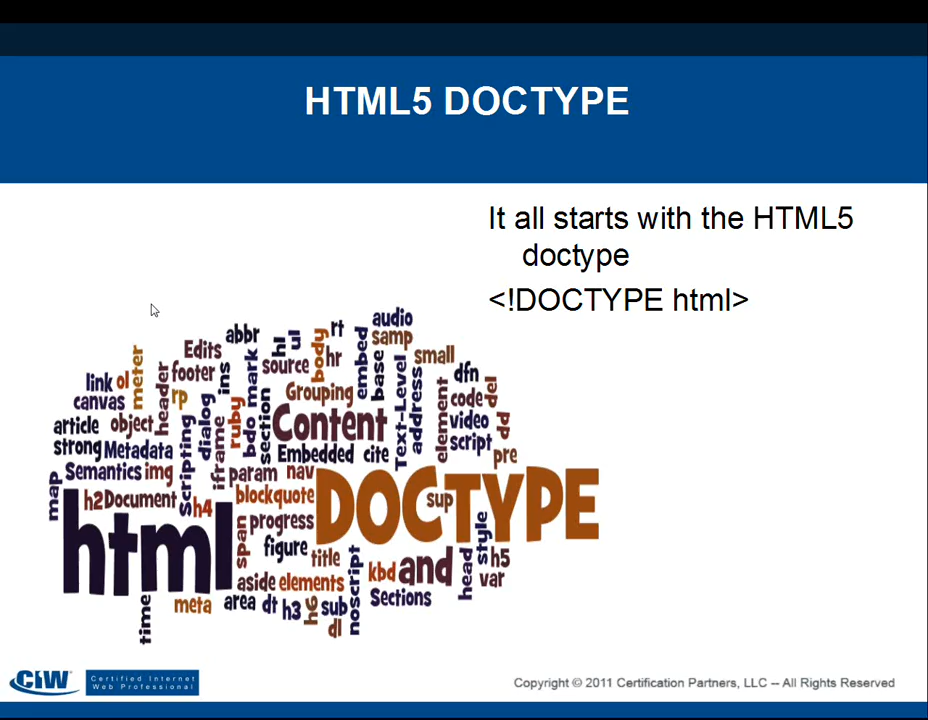 HTML5 DOCTYPE
It all starts with the HTML5
doctype
<!DOCTYPE html>
audio
abbr
hl
ul
body
rt
embed
samp
Edits
mark
source
hr
base
small
link
ol
meter
header
footer
ins
Text-Level
address
dfn
canvas
rp
Grouping
element
code
del
article
object
dialog
ruby
bdo
section
Content
video
dd
strong
Metadata
Scripting
iframe
Embedded
cite
script
pre
map
Semantics
img
param
nav
DOCTYPE
sup
h2
Document
h4
blockquote
html
span
progress
style
figure
title
noscript
kbd
and
head
h5
var
aside
elements
time
meta
area
dt
h3
h6
sub
dl
Sections
CIW
Certified Internet
Web Professional
Copyright © 2011 Certification Partners, LLC -- All Rights Reserved